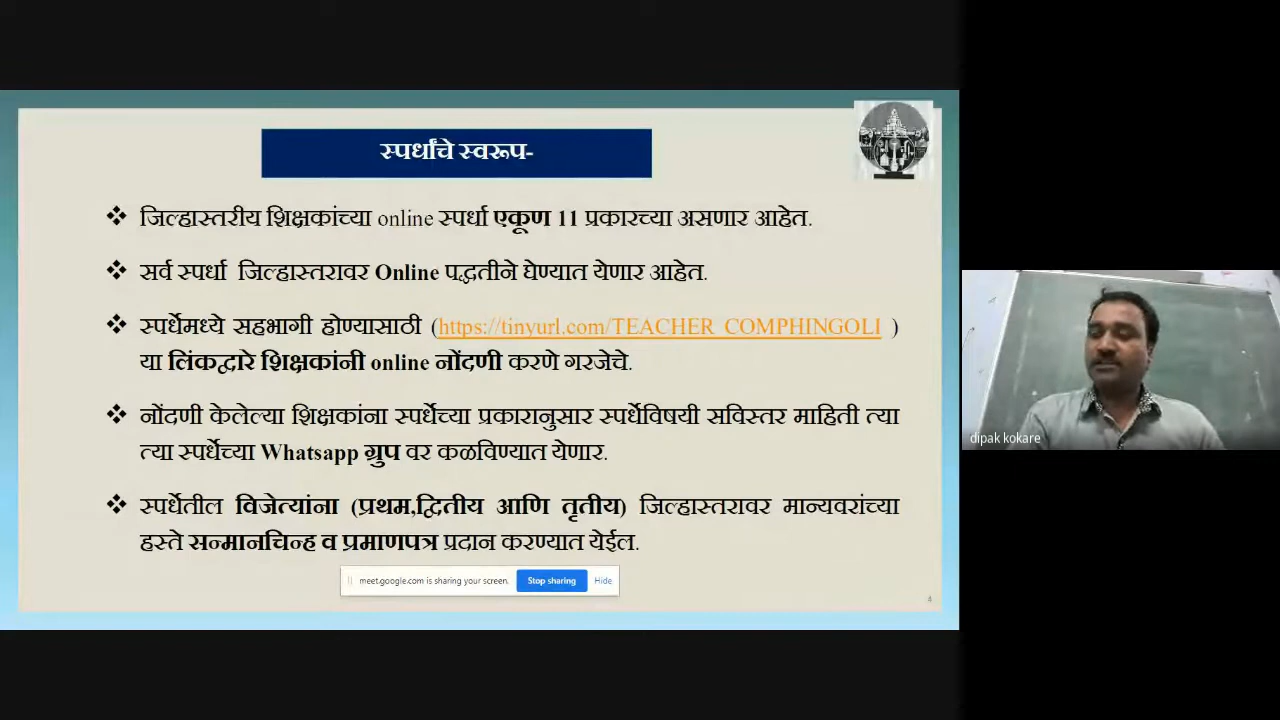 स्पर्धांचे स्वरूप-
❖ जिल्हास्तरीय शिक्षकांच्या online स्पर्धा एकूण 11 प्रकारच्या असणार आहेत.
❖ सर्व स्पर्धा जिल्हास्तरावर Online पद्धतीने घेण्यात येणार आहेत.
❖ स्पर्धेमध्ये सहभागी होण्यासाठी (https://tinyurl.com/TEACHER COMPHINGOLI )
या लिंकद्वारे शिक्षकांनी online नोंदणी करणे गरजेचे.
❖ नोंदणी केलेल्या शिक्षकांना स्पर्धेच्या प्रकारानुसार स्पर्धेविषयी सविस्तर माहिती त्या
त्या स्पर्धेच्या Whatsapp ग्रुप वर कळविण्यात येणार.
❖ स्पर्धेतील विजेत्यांना (प्रथम,द्वितीय आणि तृतीय) जिल्हास्तरावर मान्यवरांच्या
हस्ते सन्मानचिन्ह व प्रमाणपत्र प्रदान करण्यात येईल.
meet.google.com is sharing your screen. Stop sharing Hide
4
dipak kokare